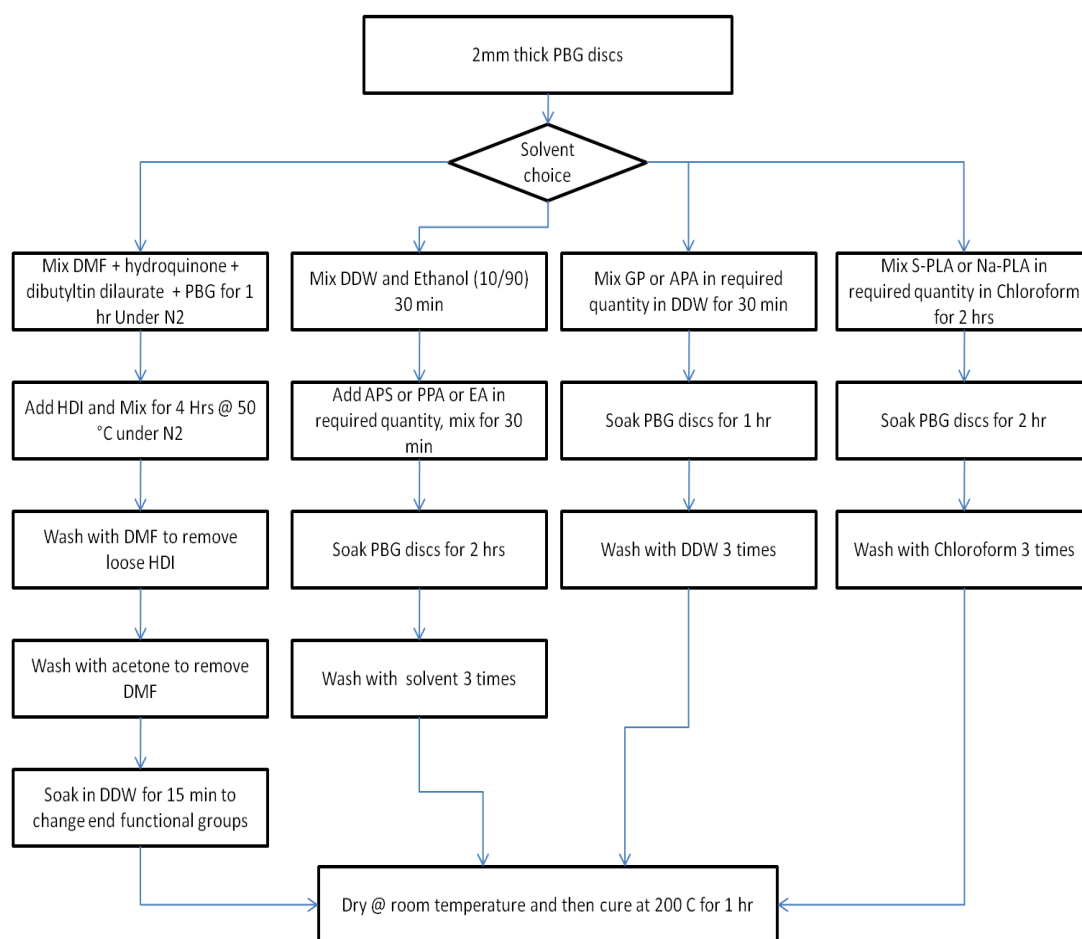 2mm thick PBG discs
Solvent
choice
Mix DMF + hydroquinone +
dibutyltin dilaurate + PBG for 1
hr Under N2
Add HDI and Mix for 4 Hrs @ 50
°C under N2
Wash with DMF to remove
loose HDI
Wash with acetone to remove
DMF
Soak in DDW for 15 min to
change end functional groups
Mix DDW and Ethanol (10/90)
30 min
Add APS or PPA or EA in
required quantity, mix for 30
min
Soak PBG discs for 2 hrs
Wash with solvent 3 times
Mix GP or APA in required
quantity in DDW for 30 min
Soak PBG discs for 1 hr
Wash with DDW 3 times
Mix S-PLA or Na-PLA in
required quantity in Chloroform
for 2 hrs
Soak PBG discs for 2 hr
Wash with Chloroform 3 times
Dry @ room temperature and then cure at 200 C for 1 hr